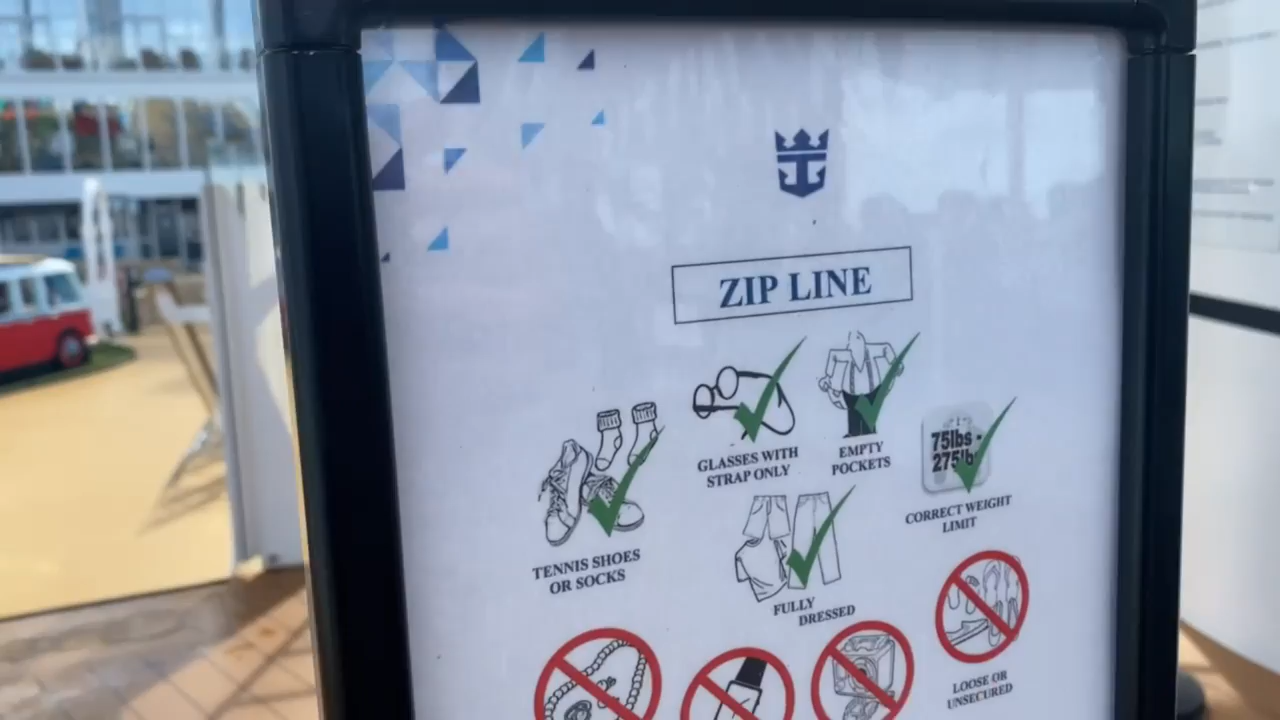 ZIP LINE
GLASSES WITH
STRAP ONLY
EMPTY
POCKETS
75lbs -
275lb
CORRECT WEIGHT
LIMIT
TENNIS SHOES
OR SOCKS
FULLY
DRESSED
LOOSE OR
UNSECURED